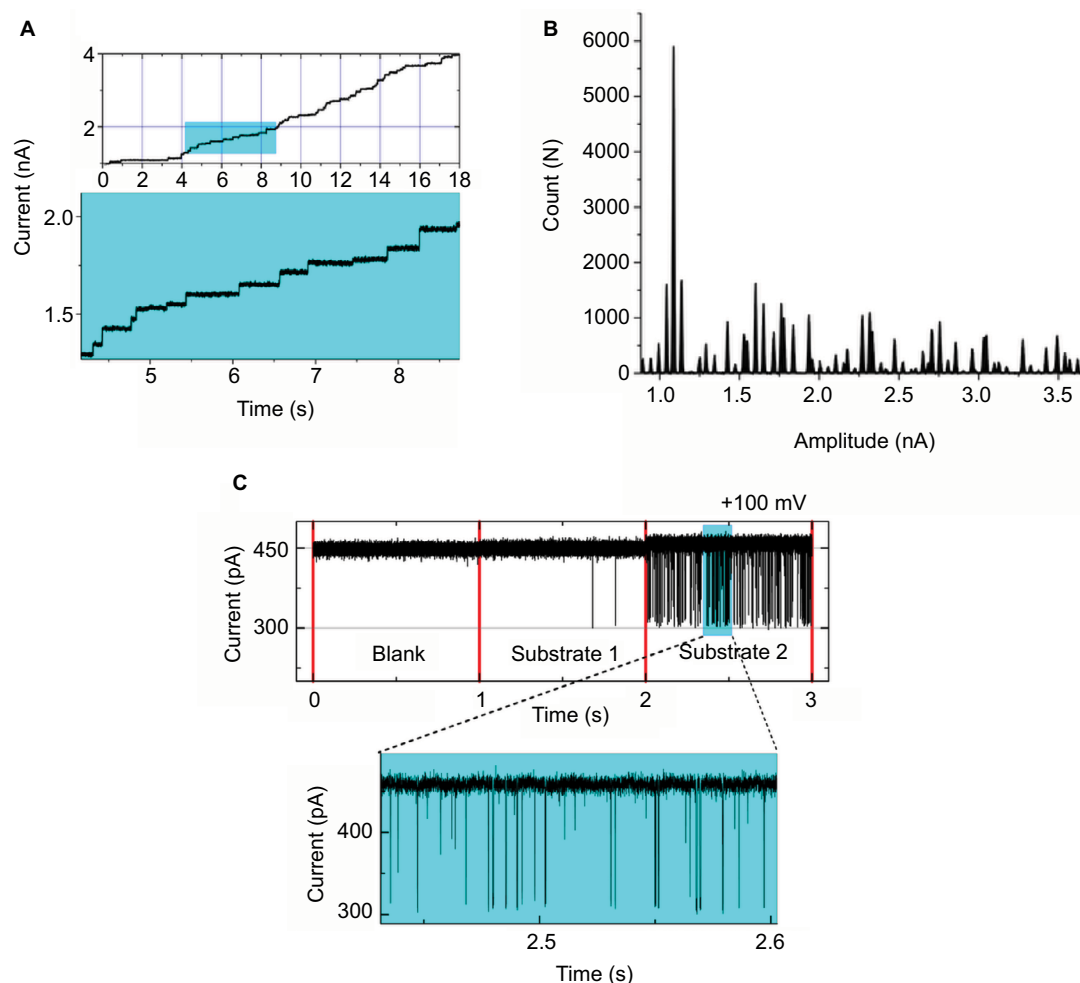 A
4
2
0 2 4 6 8 10 12 14 16 18
Current (nA)
2.0
1.5
5 6 7 8
Time (s)
B
6000
5000
4000
3000
2000
1000
0
Count (N)
1.0 1.5 2.0 2.5 3.0 3.5
Amplitude (nA)
C
+100 mV
450
300
Current (pA)
Blank Substrate 1 Substrate 2
0 1 2 3
Time (s)
400
300
Current (pA)
2.5 2.6
Time (s)